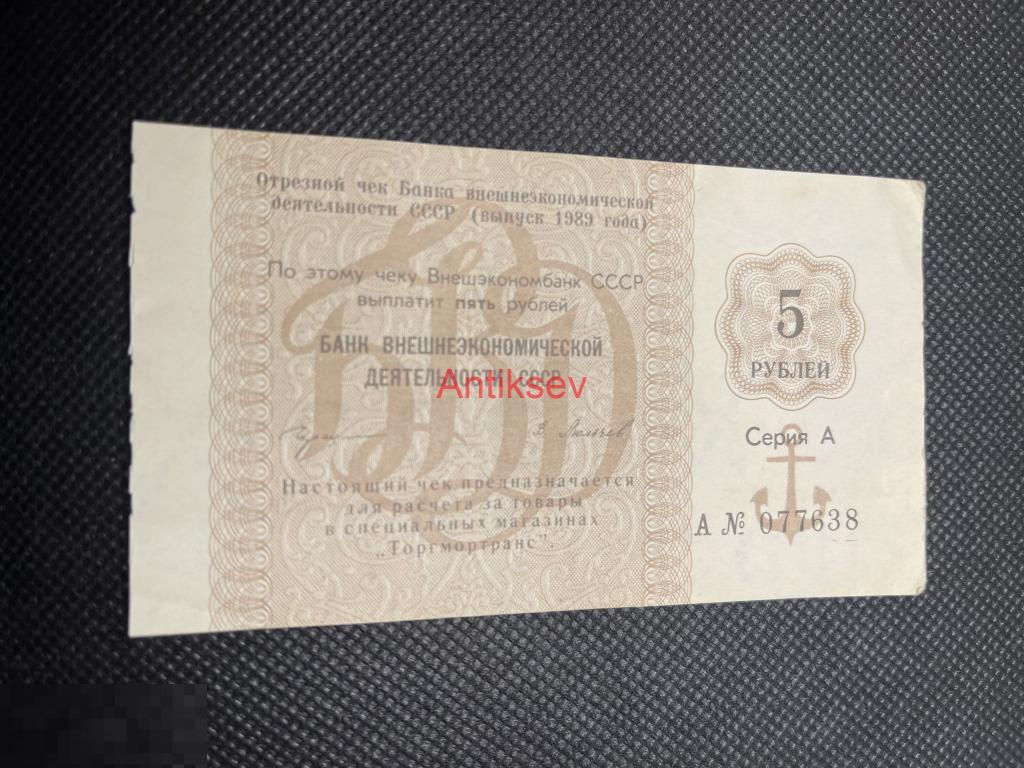 Отрезной чек Банка внешнеэкономической
деятельности СССР (выпуск 1989 года)
По этому чеку Внешэкономбанк СССР
выплатит пять рублей
БАНК ВНЕШНЕЭКОНОМИЧЕСКОЙ
ДЕЯТЕЛЬНОСТИ СССР
Antiksev
Настоящий чек предназначается
для расчета за товары
в специальных магазинах
„Торгмортранс".
5
РУБЛЕЙ
Серия А
А № 077638